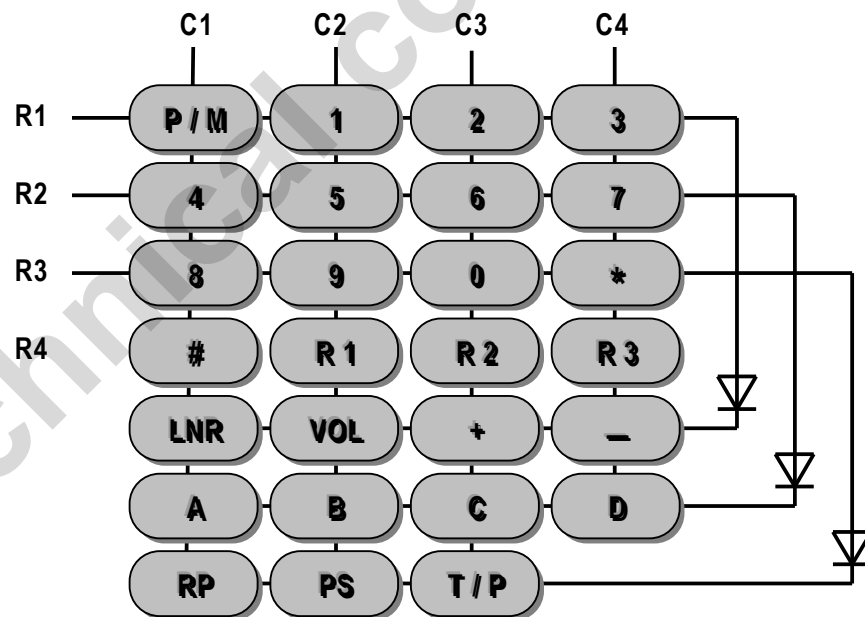 C1 C2 C3 C4
R1 P / M 1 2 3
R2 4 5 6 7
R3 8 9 0 *
R4 # R 1 R 2 R 3
LNR VOL + —
A B C D
RP PS T / P